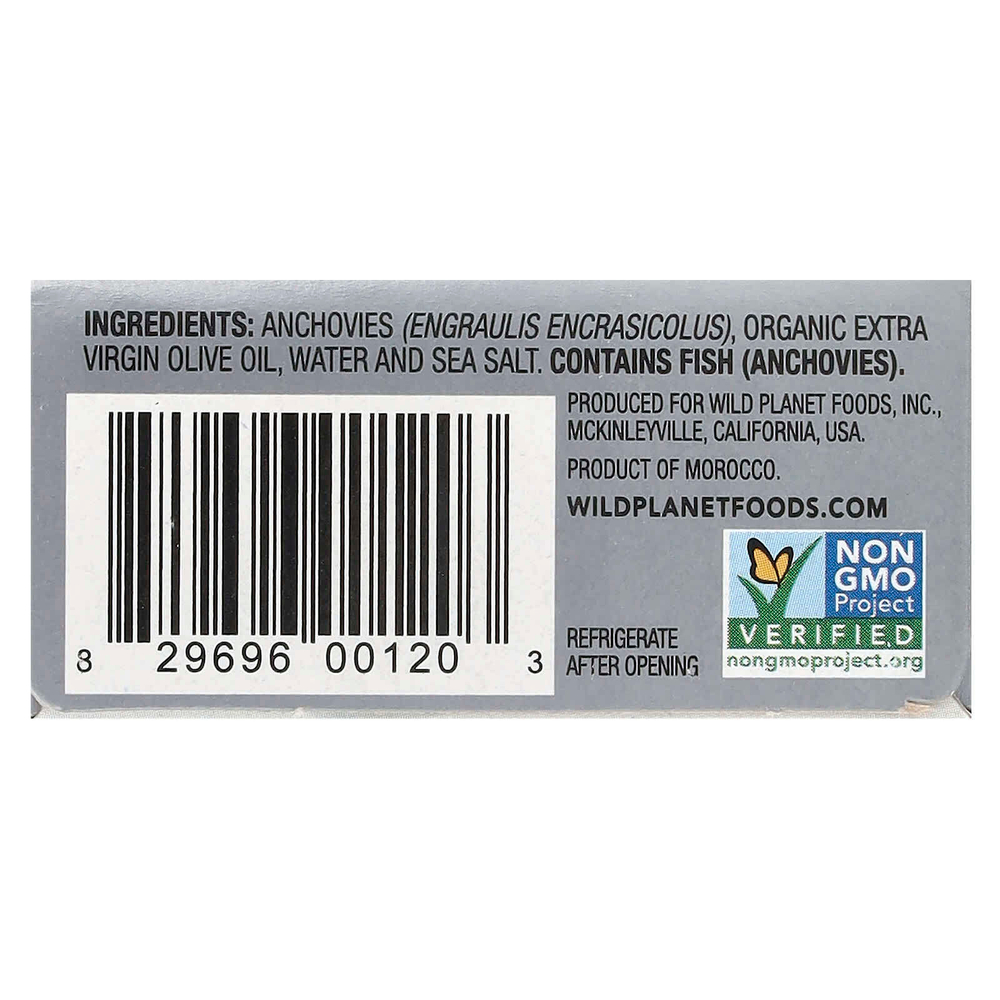 INGREDIENTS: ANCHOVIES (ENGRAULIS ENCRASICOLUS), ORGANIC EXTRA
VIRGIN OLIVE OIL, WATER AND SEA SALT. CONTAINS FISH (ANCHOVIES).
PRODUCED FOR WILD PLANET FOODS, INC.,
MCKINLEYVILLE, CALIFORNIA, USA.
PRODUCT OF MOROCCO.
WILDPLANETFOODS.COM
NON
GMO
Project
VERIFIED
nongmoproject.org
REFRIGERATE
AFTER OPENING
8 29696 00120 3